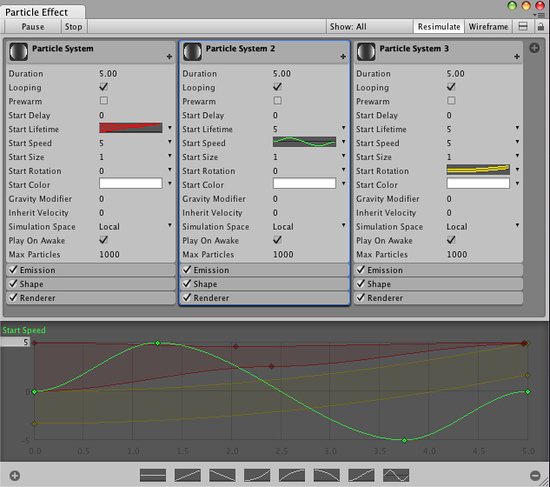 Particle Effect
Pause Stop Show: All Resimulate Wireframe
Particle System
Duration 5.00
Looping
Prewarm
Start Delay 0
Start Lifetime
Start Speed 5
Start Size 1
Start Rotation 0
Start Color
Gravity Modifier 0
Inherit Velocity 0
Simulation Space Local
Play On Awake
Max Particles 1000
Emission
Shape
Renderer
Particle System 2
Duration 5.00
Looping
Prewarm
Start Delay 0
Start Lifetime 5
Start Speed
Start Size 1
Start Rotation 0
Start Color
Gravity Modifier 0
Inherit Velocity 0
Simulation Space Local
Play On Awake
Max Particles 1000
Emission
Shape
Renderer
Particle System 3
Duration 5.00
Looping
Prewarm
Start Delay 0
Start Lifetime 5
Start Speed 5
Start Size 1
Start Rotation
Start Color
Gravity Modifier 0
Inherit Velocity 0
Simulation Space Local
Play On Awake
Max Particles 1000
Emission
Shape
Renderer
Start Speed
5
0
-5
0.0 0.5 1.0 1.5 2.0 2.5 3.0 3.5 4.0 4.5 5.0